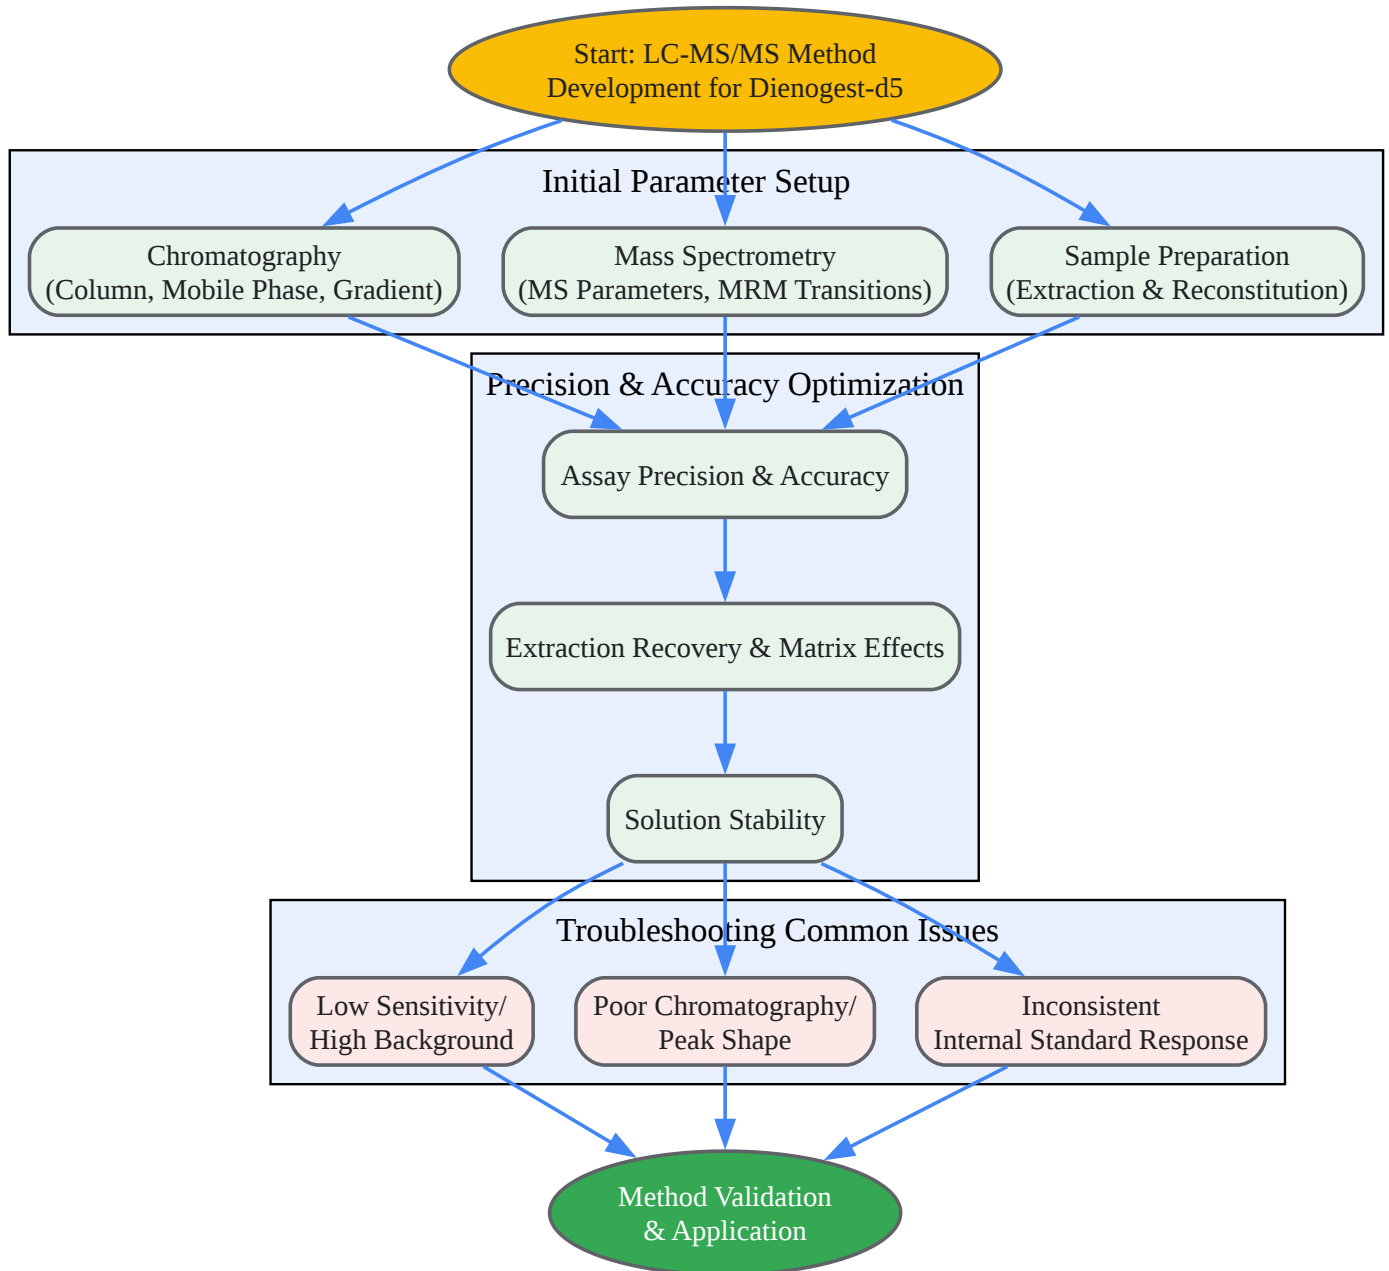 Start: LC-MS/MS Method
Development for Dienogest-d5
Initial Parameter Setup
Chromatography
(Column, Mobile Phase, Gradient)
Mass Spectrometry
(MS Parameters, MRM Transitions)
Sample Preparation
(Extraction & Reconstitution)
Precision & Accuracy Optimization
Assay Precision & Accuracy
Extraction Recovery & Matrix Effects
Solution Stability
Troubleshooting Common Issues
Low Sensitivity/
High Background
Poor Chromatography/
Peak Shape
Inconsistent
Internal Standard Response
Method Validation
& Application